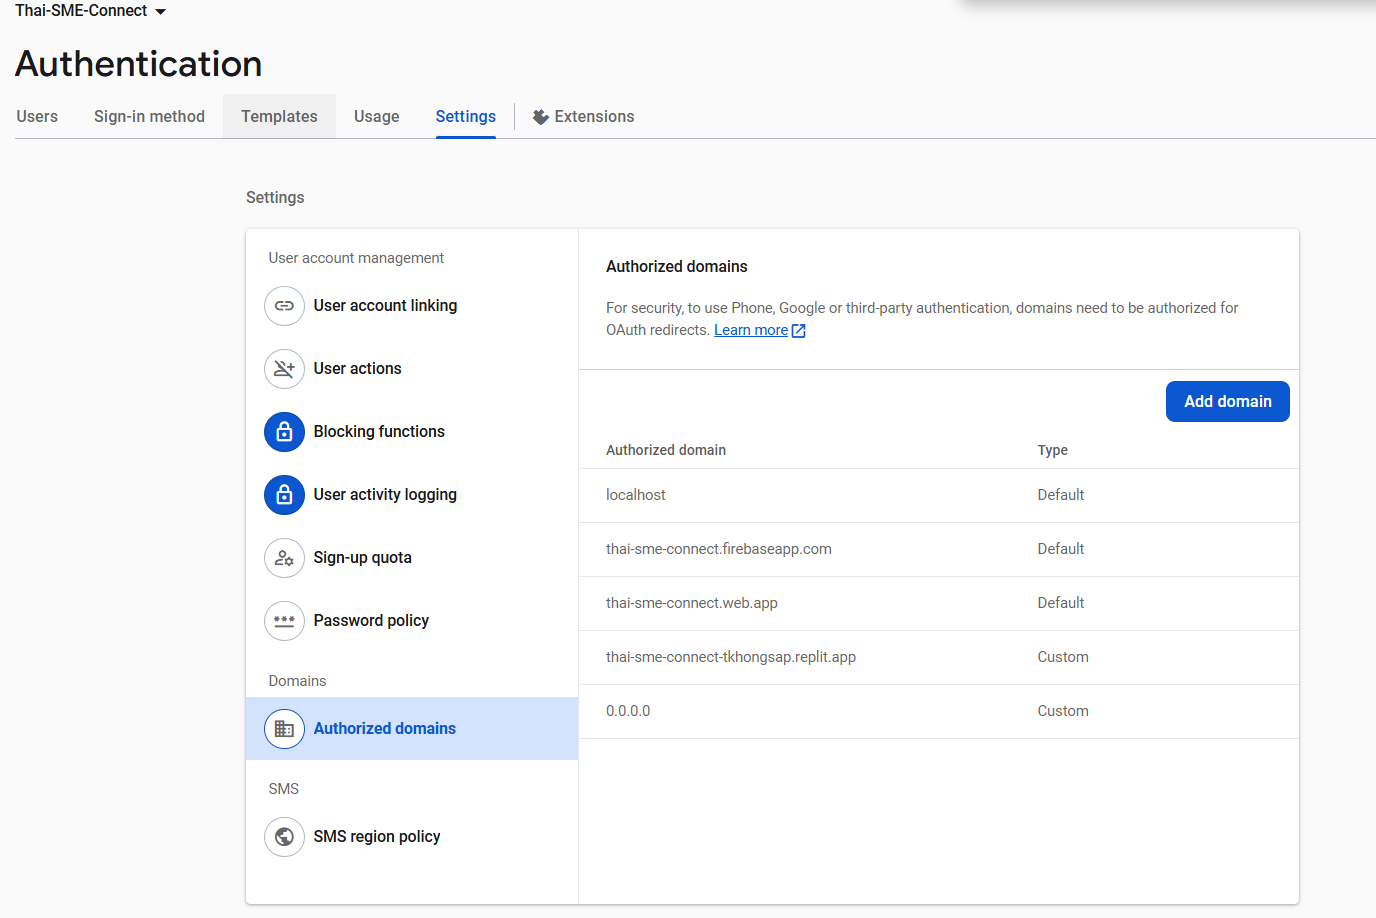 Thai-SME-Connect
Authentication
Users Sign-in method Templates Usage Settings Extensions
Settings
User account management
User account linking
User actions
Blocking functions
User activity logging
Sign-up quota
Password policy
Domains
Authorized domains
SMS
SMS region policy
Authorized domains
For security, to use Phone, Google or third-party authentication, domains need to be authorized for
OAuth redirects. Learn more
Add domain
Authorized domain Type
localhost Default
thai-sme-connect.firebaseapp.com Default
thai-sme-connect.web.app Default
thai-sme-connect-tkhongsap.replit.app Custom
0.0.0.0 Custom